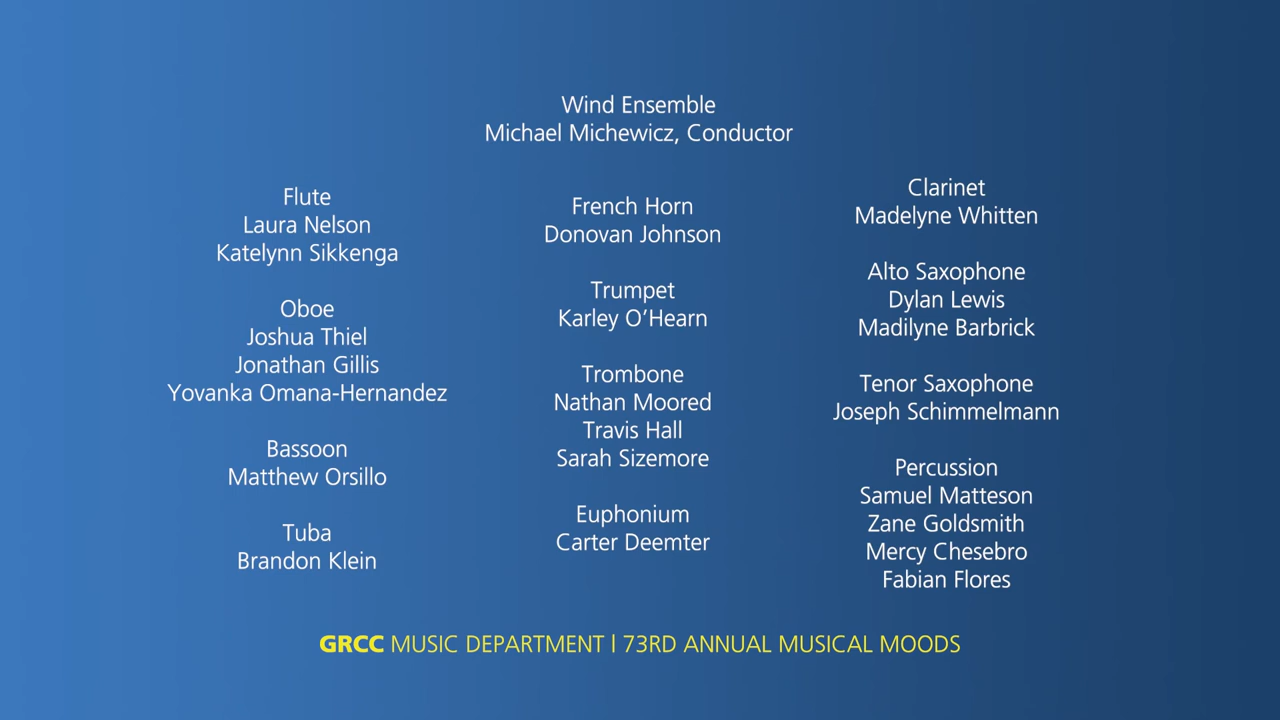 Wind Ensemble
Michael Michewicz, Conductor
Flute
Laura Nelson
Katelynn Sikkenga
Oboe
Joshua Thiel
Jonathan Gillis
Yovanka Omana-Hernandez
Bassoon
Matthew Orsillo
Tuba
Brandon Klein
French Horn
Donovan Johnson
Trumpet
Karley O’Hearn
Trombone
Nathan Moored
Travis Hall
Sarah Sizemore
Euphonium
Carter Deemter
Clarinet
Madelyne Whitten
Alto Saxophone
Dylan Lewis
Madilyne Barbrick
Tenor Saxophone
Joseph Schimmelmann
Percussion
Samuel Matteson
Zane Goldsmith
Mercy Chesebro
Fabian Flores
GRCC MUSIC DEPARTMENT | 73RD ANNUAL MUSICAL MOODS